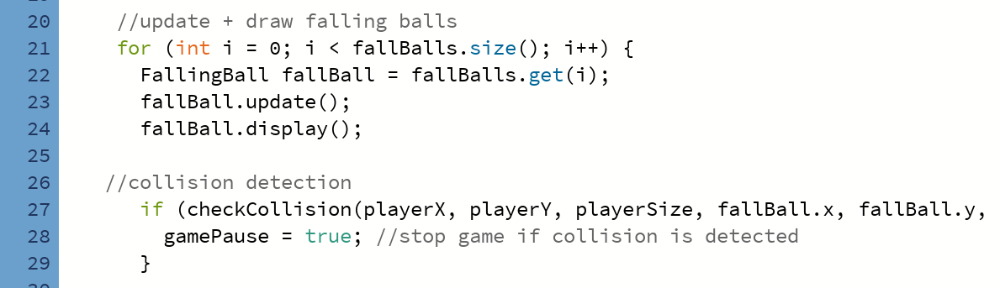 20 //update + draw falling balls
21 for (int i = 0; i < fallBalls.size(); i++) {
22 FallingBall fallBall = fallBalls.get(i);
23 fallBall.update();
24 fallBall.display();
25
26 //collision detection
27 if (checkCollision(playerX, playerY, playerSize, fallBall.x, fallBall.y,
28 gamePause = true; //stop game if collision is detected
29 }